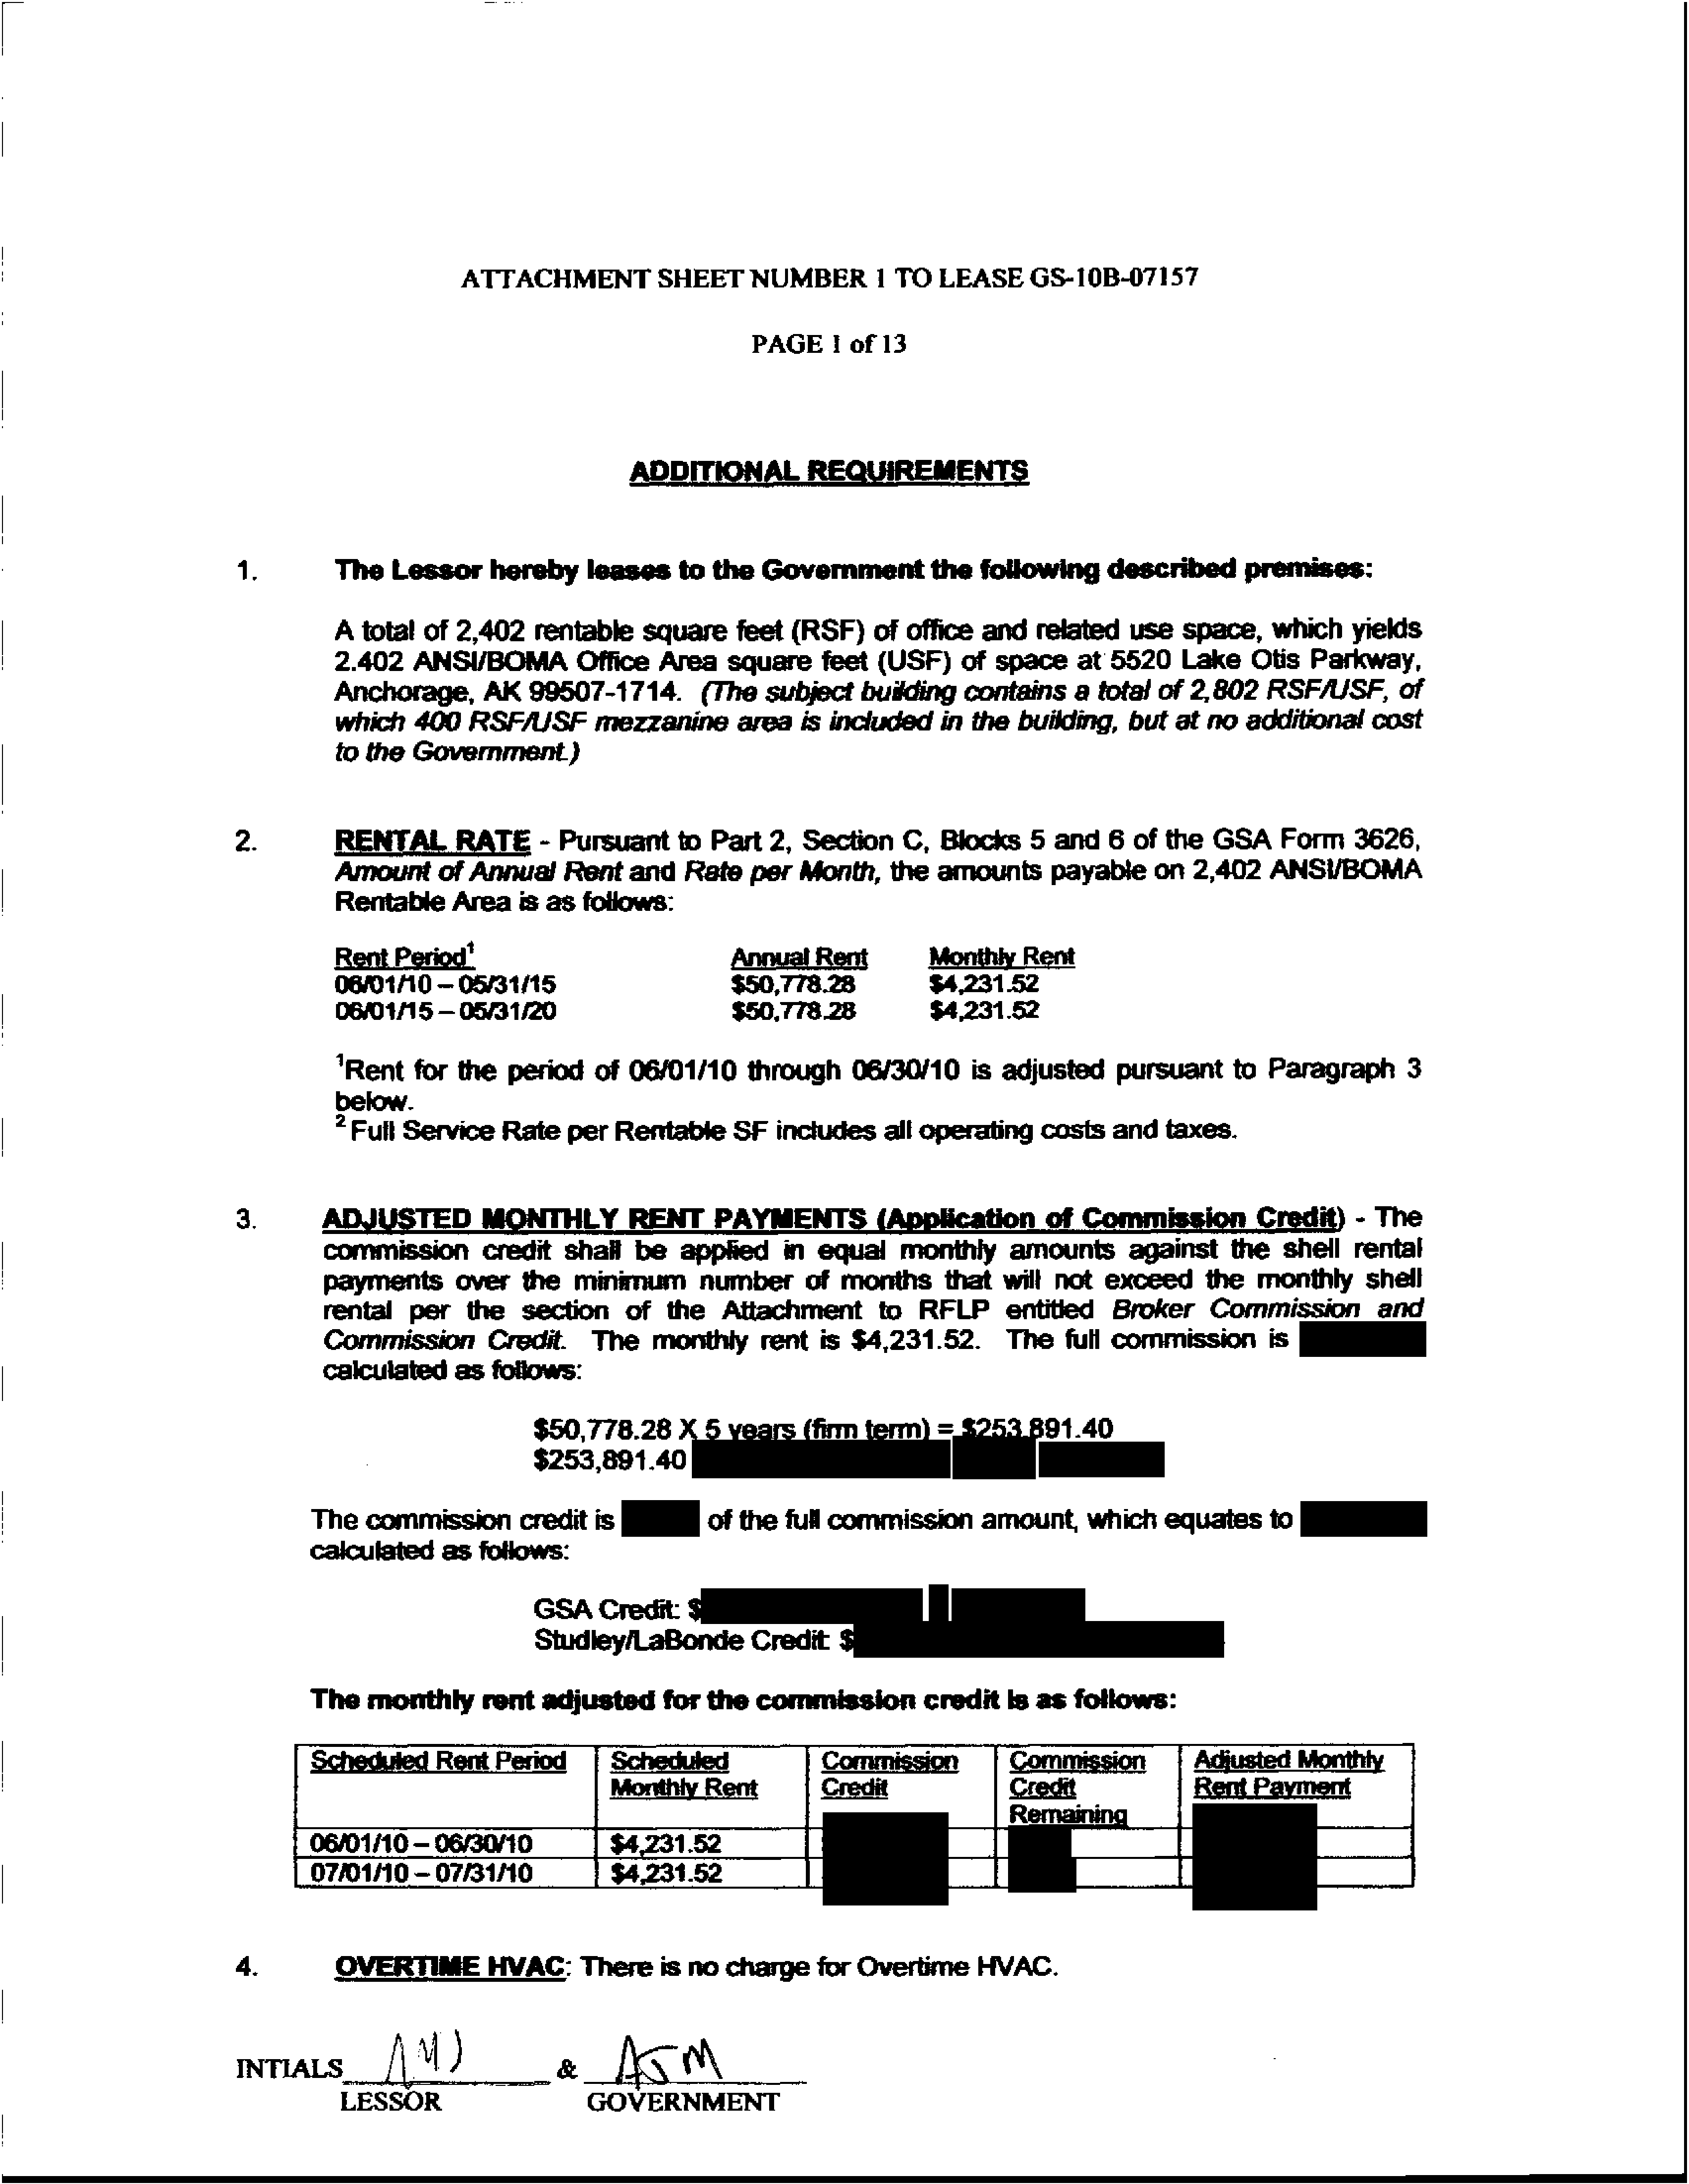 ATTACHMENT SHEET NUMBER 1 TO LEASE GS-10B-07157
PAGE 1 of 13
ADDITIONAL REQUIREMENTS
1. The Lessor hereby leases to the Government the following described premises:
A total of 2,402 rentable square feet (RSF) of office and related use space, which yields
2.402 ANSI/BOMA Office Area square feet (USF) of space at 5520 Lake Otis Parkway,
Anchorage, AK 99507-1714. (The subject building contains a total of 2,802 RSF/USF, of
which 400 RSF/USF mezzanine area is included in the building, but at no additional cost
to the Government.)
2. RENTAL RATE - Pursuant to Part 2, Section C, Blocks 5 and 6 of the GSA Form 3626,
Amount of Annual Rent and Rate per Month, the amounts payable on 2,402 ANSI/BOMA
Rentable Area is as follows:
Rent Period¹ Annual Rent Monthly Rent
06/01/10 – 05/31/15 $50,778.28 $4,231.52
06/01/15 – 05/31/20 $50,778.28 $4,231.52
¹Rent for the period of 06/01/10 through 06/30/10 is adjusted pursuant to Paragraph 3
below.
² Full Service Rate per Rentable SF includes all operating costs and taxes.
3. ADJUSTED MONTHLY RENT PAYMENTS (Application of Commission Credit) - The
commission credit shall be applied in equal monthly amounts against the shell rental
payments over the minimum number of months that will not exceed the monthly shell
rental per the section of the Attachment to RFLP entitled Broker Commission and
Commission Credit. The monthly rent is $4,231.52. The full commission is
calculated as follows:
$50,778.28 X 5 years (firm term) = $253,891.40
$253,891.40
The commission credit is of the full commission amount, which equates to
calculated as follows:
GSA Credit: $
Studley/LaBonde Credit: $
The monthly rent adjusted for the commission credit is as follows:
Scheduled Rent Period Scheduled Commission Commission Adjusted Monthly
Monthly Rent Credit Credit Rent Payment
Remaining
06/01/10 – 06/30/10 $4,231.52
07/01/10 – 07/31/10 $4,231.52
4. OVERTIME HVAC: There is no charge for Overtime HVAC.
INTIALS & ASM
LESSOR GOVERNMENT